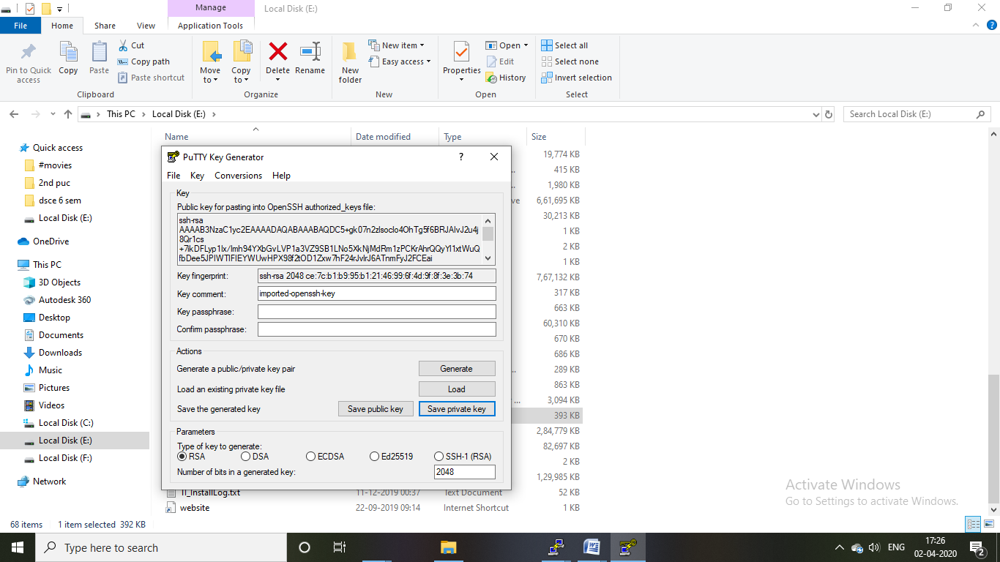 Manage
Local Disk (E:)
File
Home
Share
View
Application Tools
Pin to Quick
access
Copy
Paste
Cut
Copy path
Paste shortcut
Clipboard
Move
to
Copy
to
Delete
Rename
Organize
New
folder
New item
Easy access
New
Properties
Open
Edit
History
Open
Select all
Select none
Invert selection
Select
This PC
Local Disk (E:)
Search Local Disk (E:)
Name
Date modified
Type
Size
Quick access
#movies
2nd puc
dsce 6 sem
Local Disk (E:)
OneDrive
This PC
3D Objects
Autodesk 360
Desktop
Documents
Downloads
Music
Pictures
Videos
Local Disk (C:)
Local Disk (E:)
Local Disk (F:)
Network
PuTTY Key Generator
?
File
Key
Conversions
Help
Key
Public key for pasting into OpenSSH authorized_keys file:
ssh-rsa
AAAAB3NzaC1yc2EAAAADAQABAAABAQDC5+gk07n2zlsoclo4OhTg5f6BRJAlvJ2u4j
8Qr1cs
+7ikDFLyp1lx/lmh94YXbGvLVP1a3VZ9SB1LNo5XkNjMdRm1zPCKrAhrQQyYl1xtWuQ
fbDee5JPIWTlFIEYWUwHPX98f2tOD1Zxw7hF24rJvlrJ6ATnmFyJ2FCEai
Key fingerprint:
ssh-rsa 2048 ce:7c:b1:b9:95:b1:21:46:99:6f:4d:9f:8f:3e:3b:74
Key comment:
imported-openssh-key
Key passphrase:
Confirm passphrase:
Actions
Generate a public/private key pair
Generate
Load an existing private key file
Load
Save the generated key
Save public key
Save private key
Parameters
Type of key to generate:
RSA
DSA
ECDSA
Ed25519
SSH-1 (RSA)
Number of bits in a generated key:
2048
19,774 KB
415 KB
1,980 KB
6,61,695 KB
30,213 KB
1 KB
2 KB
1 KB
7,67,132 KB
317 KB
663 KB
60,310 KB
670 KB
686 KB
289 KB
863 KB
3,094 KB
393 KB
2,84,779 KB
82,697 KB
2 KB
1,29,985 KB
TI_InstallLog.txt
11-12-2019 00:37
Text Document
52 KB
website
22-09-2019 09:14
Internet Shortcut
1 KB
Activate Windows
Go to Settings to activate Windows.
68 items
1 item selected 392 KB
Type here to search
ENG
17:26
02-04-2020
2